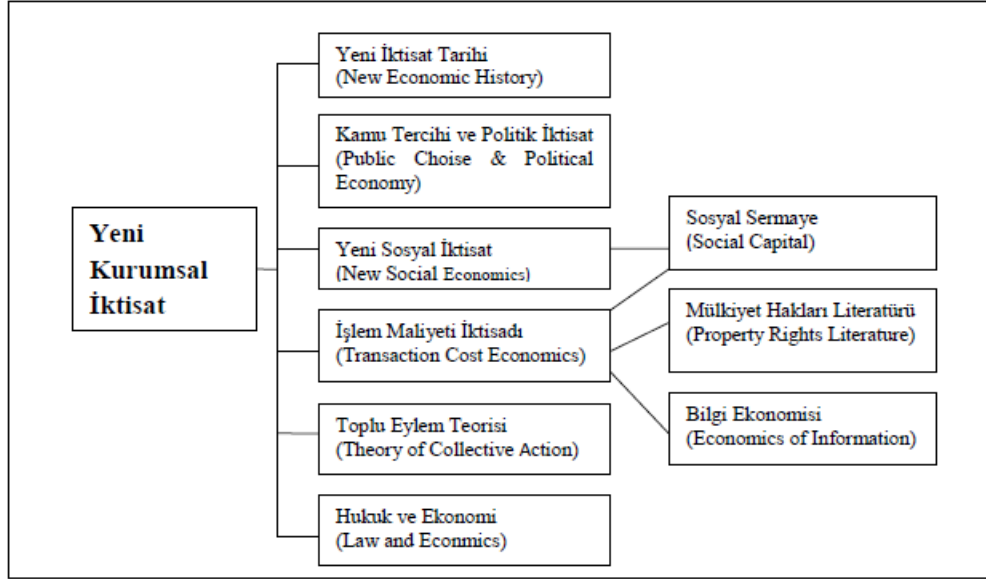 Yeni İktisat Tarihi
(New Economic History)
Kamu Tercihi ve Politik İktisat
(Public Choise & Political
Economy)
Yeni
Kurumsal
İktisat
Yeni Sosyal İktisat
(New Social Economics)
Sosyal Sermaye
(Social Capital)
İşlem Maliyeti İktisadı
(Transaction Cost Economics)
Mülkiyet Hakları Literatürü
(Property Rights Literature)
Toplu Eylem Teorisi
(Theory of Collective Action)
Bilgi Ekonomisi
(Economics of Information)
Hukuk ve Ekonomi
(Law and Econmics)